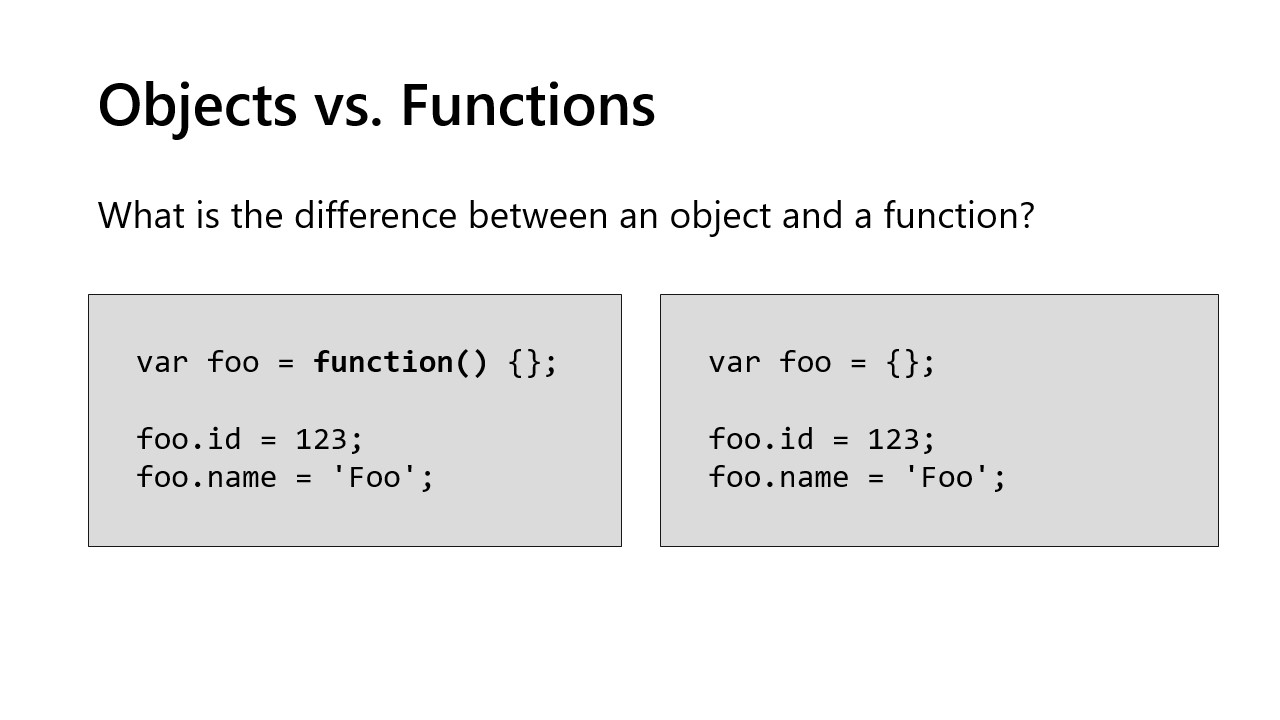 Objects vs. Functions
What is the difference between an object and a function?
var foo = function() {};
foo.id = 123;
foo.name = 'Foo';
var foo = {};
foo.id = 123;
foo.name = 'Foo';